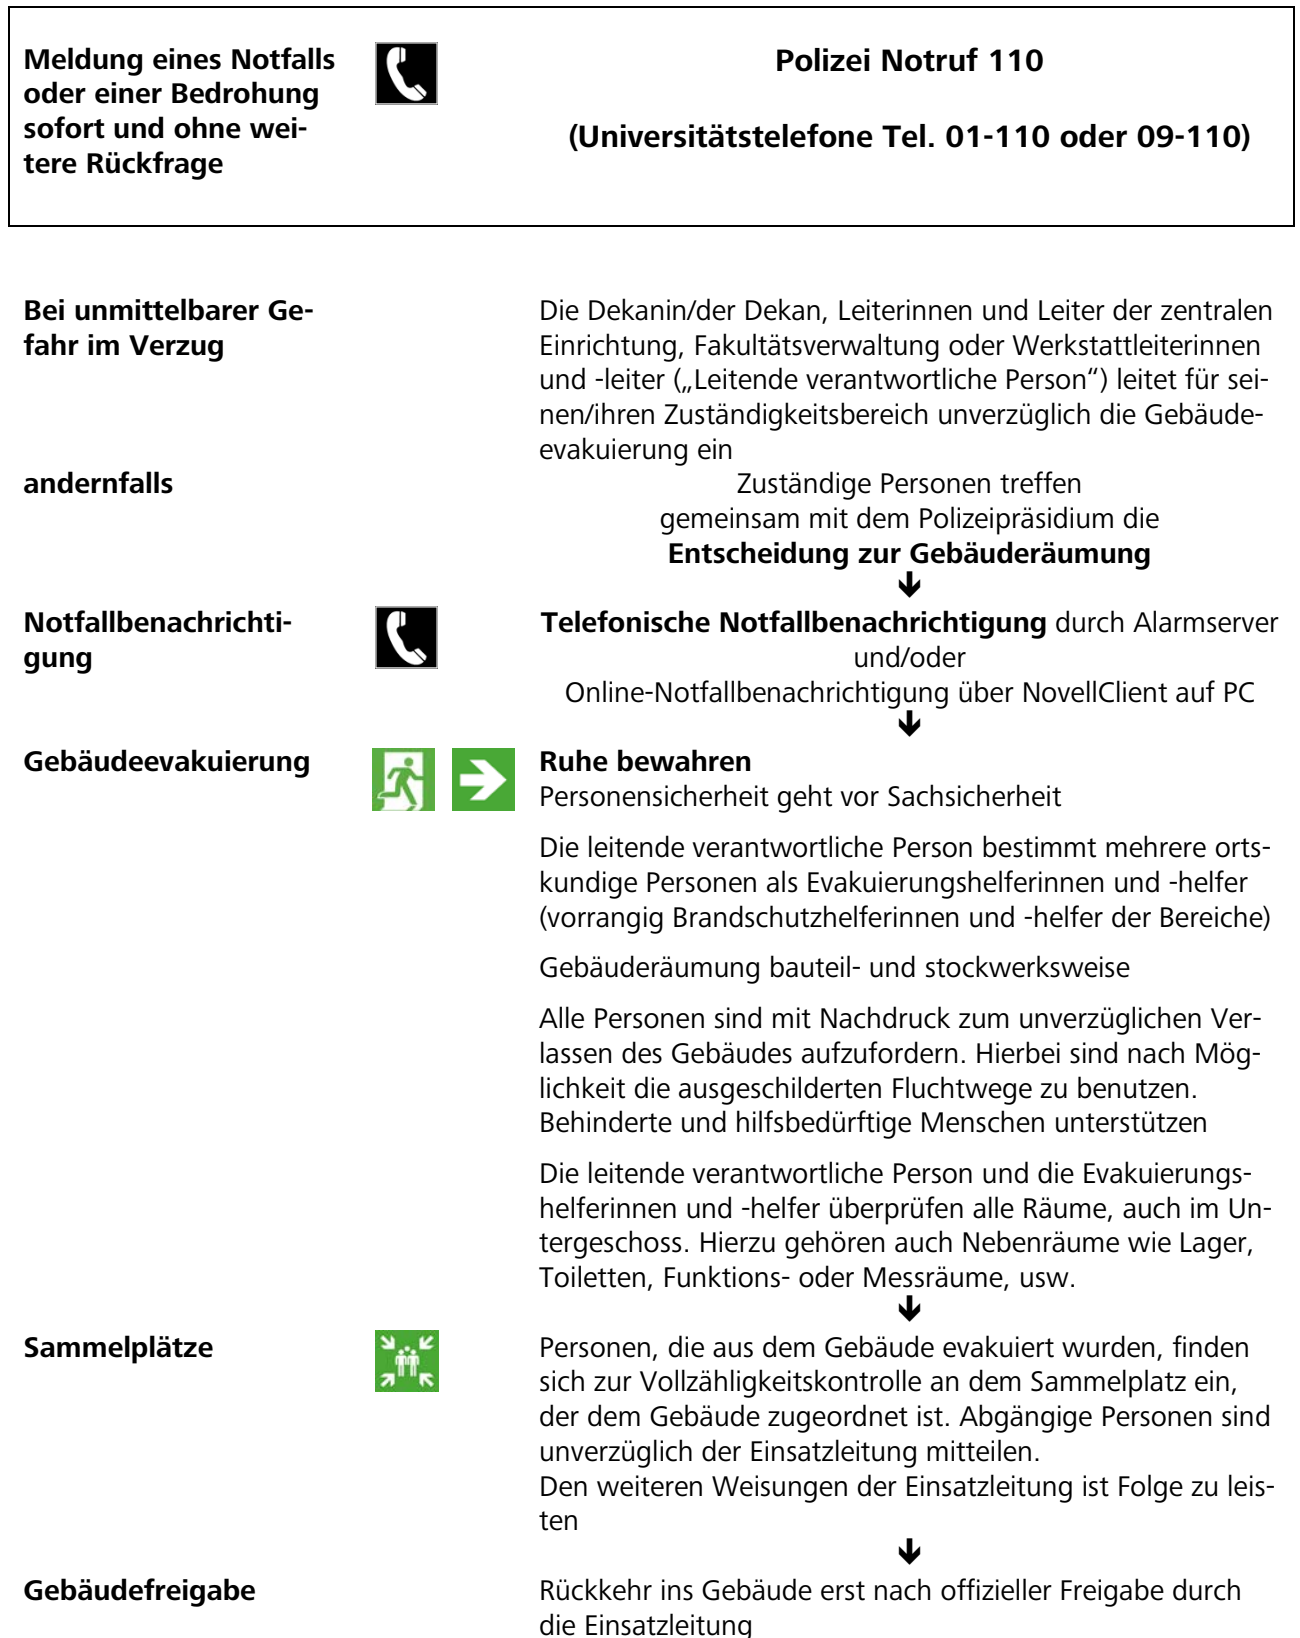 Meldung eines Notfalls
oder einer Bedrohung
sofort und ohne wei-
tere Rückfrage
Polizei Notruf 110
(Universitätstelefone Tel. 01-110 oder 09-110)
Bei unmittelbarer Ge-
fahr im Verzug
Die Dekanin/der Dekan, Leiterinnen und Leiter der zentralen
Einrichtung, Fakultätsverwaltung oder Werkstattleiterinnen
und -leiter („Leitende verantwortliche Person“) leitet für sei-
nen/ihren Zuständigkeitsbereich unverzüglich die Gebäude-
evakuierung ein
andernfalls
Zuständige Personen treffen
gemeinsam mit dem Polizeipräsidium die
Entscheidung zur Gebäuderäumung
Notfallbenachrichti-
gung
Telefonische Notfallbenachrichtigung durch Alarmserver
und/oder
Online-Notfallbenachrichtigung über NovellClient auf PC
Gebäudeevakuierung
Ruhe bewahren
Personensicherheit geht vor Sachsicherheit
Die leitende verantwortliche Person bestimmt mehrere orts-
kundige Personen als Evakuierungshelferinnen und -helfer
(vorrangig Brandschutzhelferinnen und -helfer der Bereiche)
Gebäuderäumung bauteil- und stockwerksweise
Alle Personen sind mit Nachdruck zum unverzüglichen Ver-
lassen des Gebäudes aufzufordern. Hierbei sind nach Mög-
lichkeit die ausgeschilderten Fluchtwege zu benutzen.
Behinderte und hilfsbedürftige Menschen unterstützen
Die leitende verantwortliche Person und die Evakuierungs-
helferinnen und -helfer überprüfen alle Räume, auch im Un-
tergeschoss. Hierzu gehören auch Nebenräume wie Lager,
Toiletten, Funktions- oder Messräume, usw.
Sammelplätze
Personen, die aus dem Gebäude evakuiert wurden, finden
sich zur Vollzähligkeitskontrolle an dem Sammelplatz ein,
der dem Gebäude zugeordnet ist. Abgängige Personen sind
unverzüglich der Einsatzleitung mitteilen.
Den weiteren Weisungen der Einsatzleitung ist Folge zu leis-
ten
Gebäudefreigabe
Rückkehr ins Gebäude erst nach offizieller Freigabe durch
die Einsatzleitung